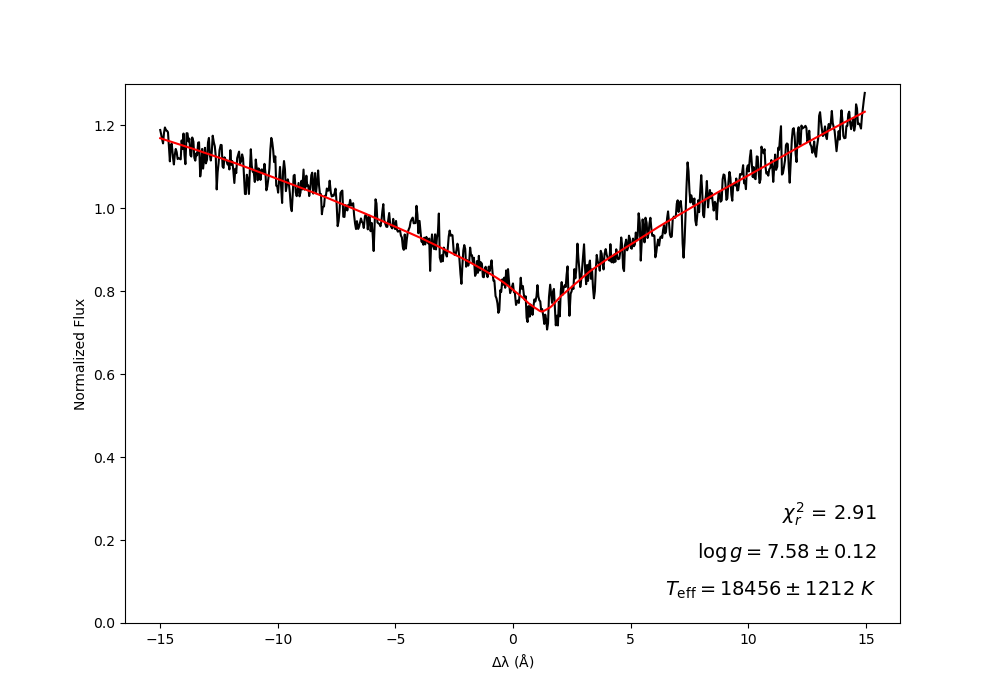 1.2
1.0
0.8
0.6
0.4
0.2
0.0
Normalized Flux
χ²ᵣ = 2.91
log g = 7.58 ± 0.12
T_eff = 18456 ± 1212 K
−15 −10 −5 0 5 10 15
Δλ (Å)